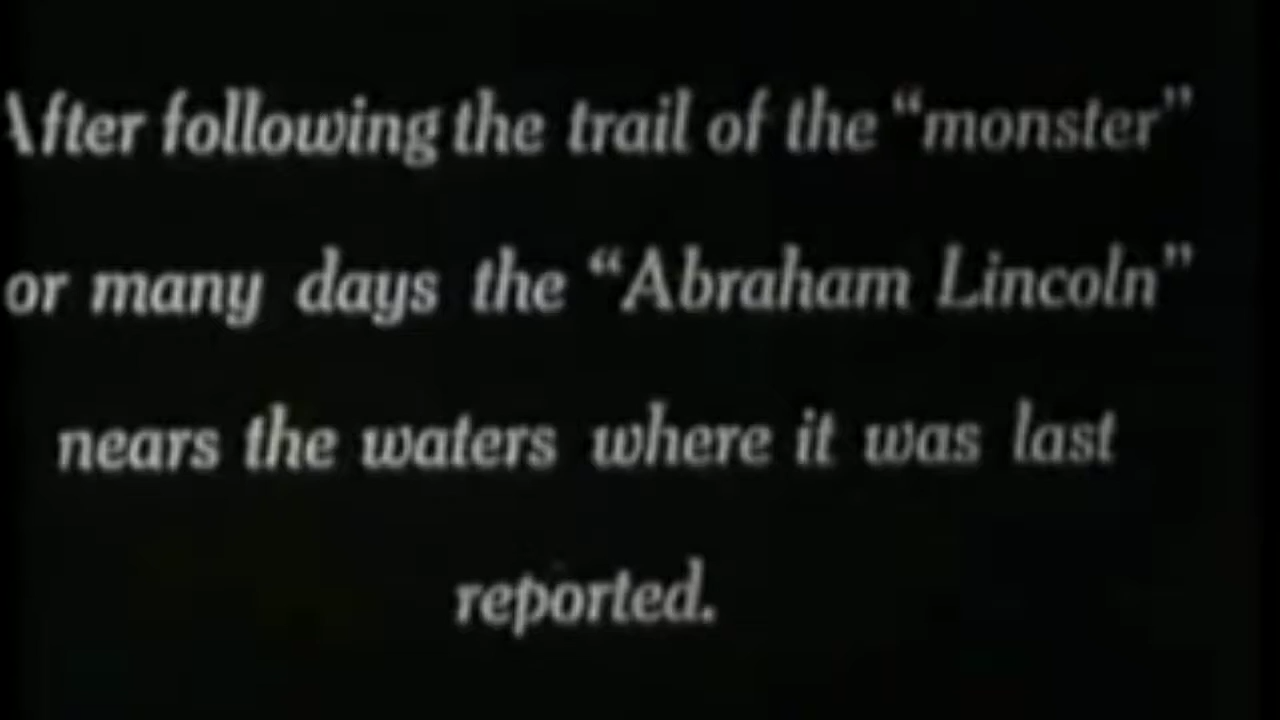 After following the trail of the “monster”
or many days the “Abraham Lincoln”
nears the waters where it was last
reported.